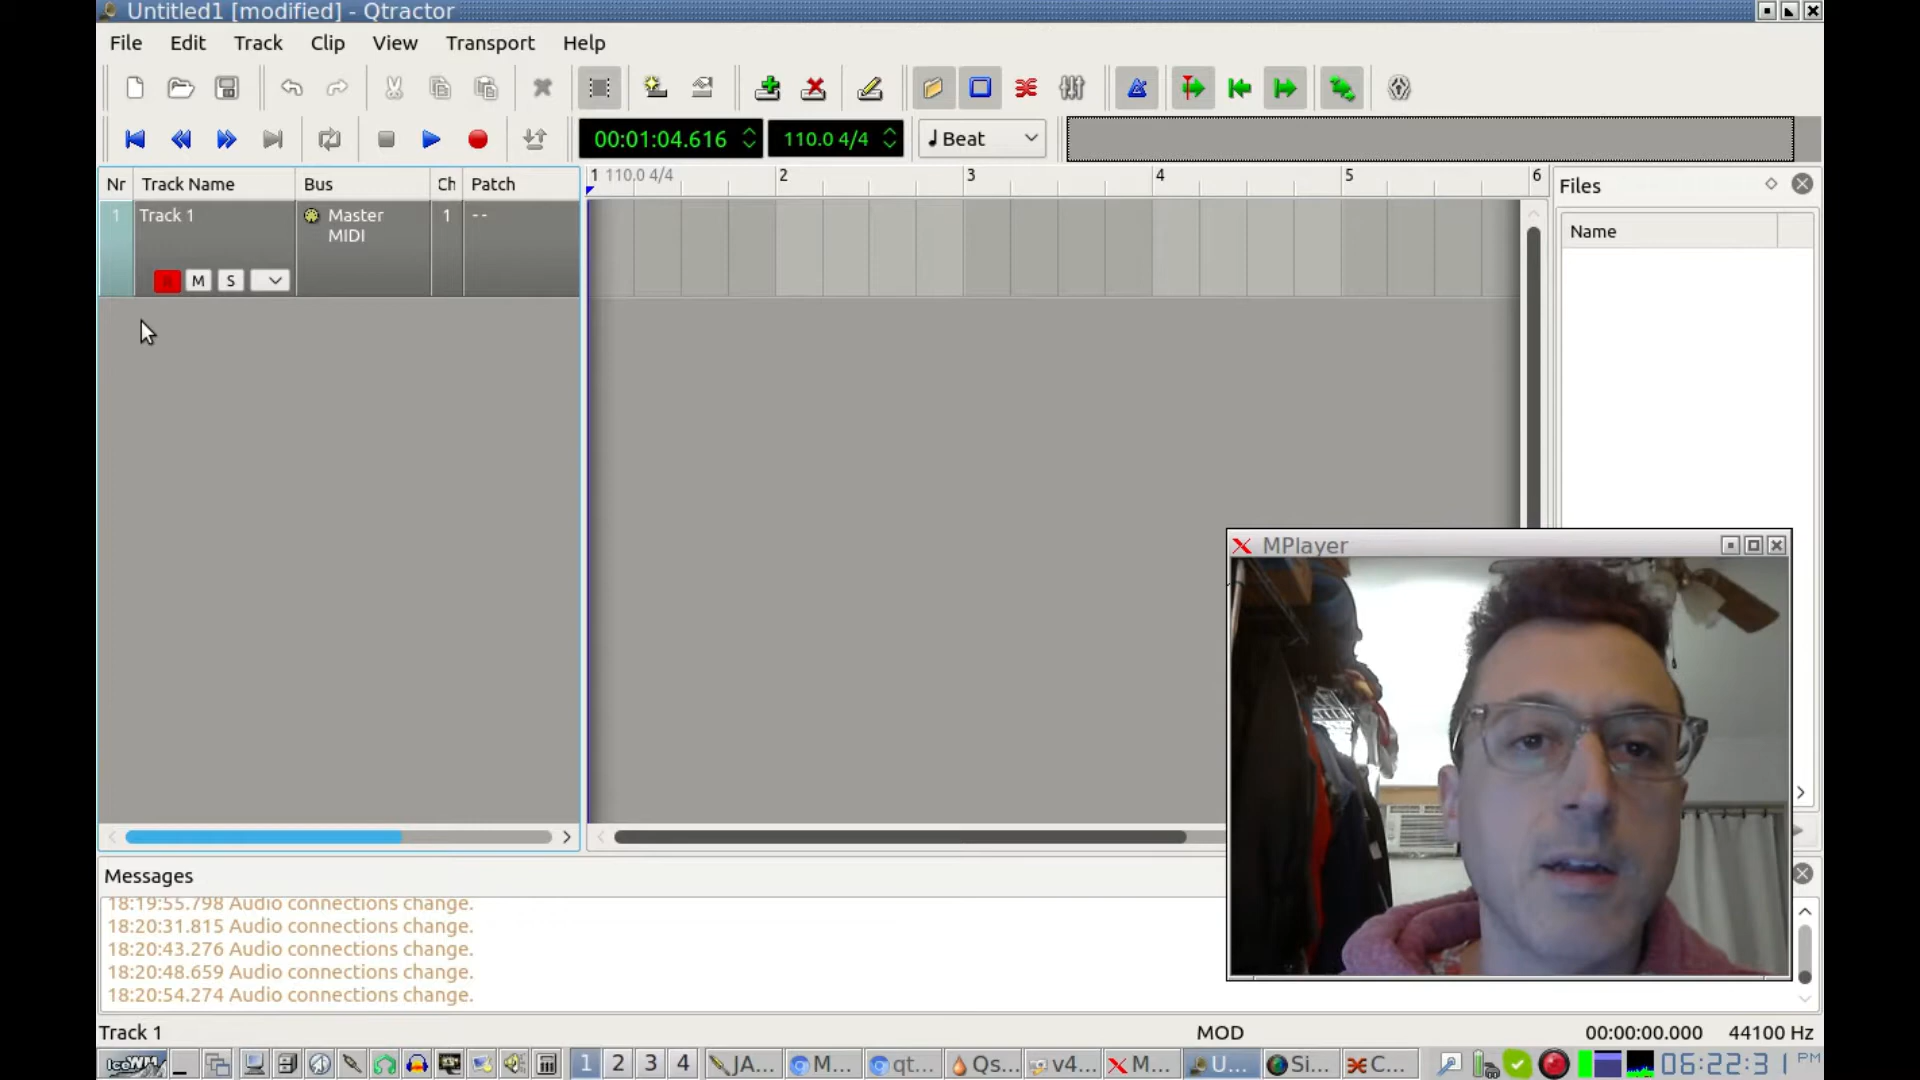 Untitled1 [modified] - Qtractor
File Edit Track Clip View Transport Help
00:01:04.616 110.0 4/4 Beat
Nr Track Name Bus Ch Patch
1 110.0 4/4 2 3 4 5 6
Files
Name
1 Track 1 Master MIDI 1 --
M S
MPlayer
Messages
18:19:55.798 Audio connections change.
18:20:31.815 Audio connections change.
18:20:43.276 Audio connections change.
18:20:48.659 Audio connections change.
18:20:54.274 Audio connections change.
Track 1 MOD 00:00:00.000 44100 Hz
IceWM 1 2 3 4 JA... M... qt... Qs... v4... M... U... Si... C... 06:22:31 PM